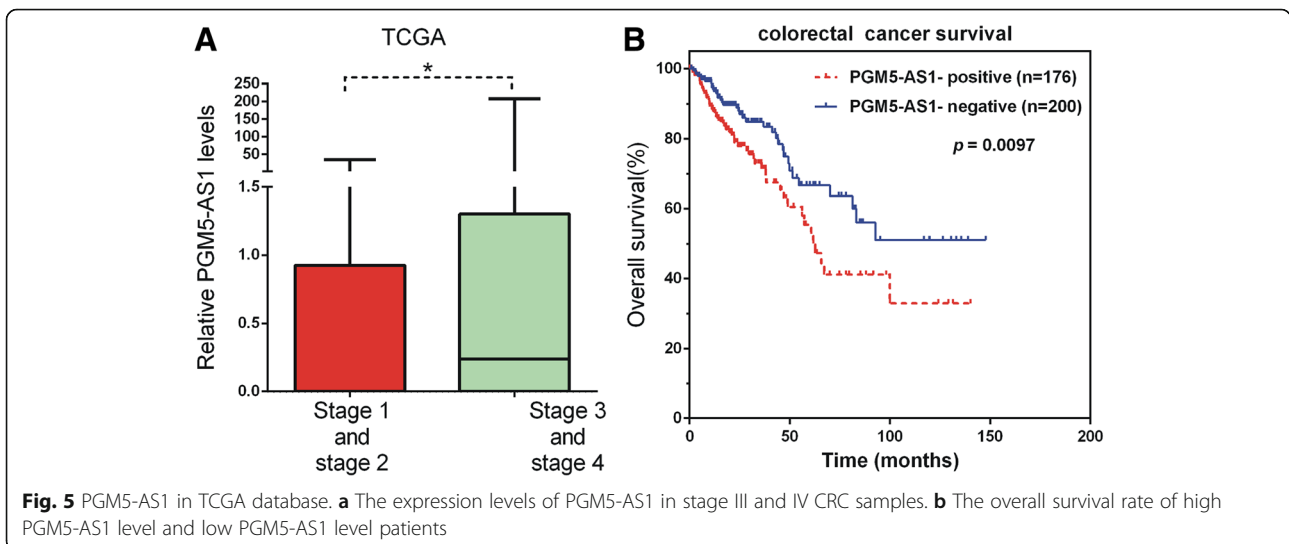 A
TCGA
*
Relative PGM5-AS1 levels
250
200
150
100
50
1.5
1.0
0.5
0.0
Stage 1
and
stage 2
Stage 3
and
stage 4
B
colorectal cancer survival
PGM5-AS1- positive (n=176)
PGM5-AS1- negative (n=200)
p = 0.0097
Overall survival(%)
100
80
60
40
20
0
0 50 100 150 200
Time (months)
Fig. 5 PGM5-AS1 in TCGA database. a The expression levels of PGM5-AS1 in stage III and IV CRC samples. b The overall survival rate of high
PGM5-AS1 level and low PGM5-AS1 level patients